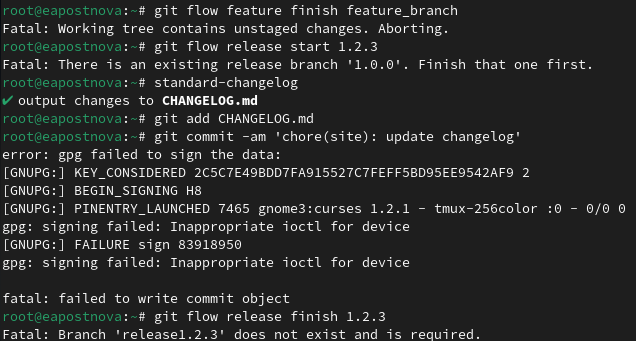 root@eapostnova:~# git flow feature finish feature_branch
Fatal: Working tree contains unstaged changes. Aborting.
root@eapostnova:~# git flow release start 1.2.3
Fatal: There is an existing release branch '1.0.0'. Finish that one first.
root@eapostnova:~# standard-changelog
✔ output changes to CHANGELOG.md
root@eapostnova:~# git add CHANGELOG.md
root@eapostnova:~# git commit -am 'chore(site): update changelog'
error: gpg failed to sign the data:
[GNUPG:] KEY_CONSIDERED 2C5C7E49BDD7FA915527C7FEFF5BD95EE9542AF9 2
[GNUPG:] BEGIN_SIGNING H8
[GNUPG:] PINENTRY_LAUNCHED 7465 gnome3:curses 1.2.1 - tmux-256color :0 - 0/0 0
gpg: signing failed: Inappropriate ioctl for device
[GNUPG:] FAILURE sign 83918950
gpg: signing failed: Inappropriate ioctl for device
fatal: failed to write commit object
root@eapostnova:~# git flow release finish 1.2.3
Fatal: Branch 'release1.2.3' does not exist and is required.